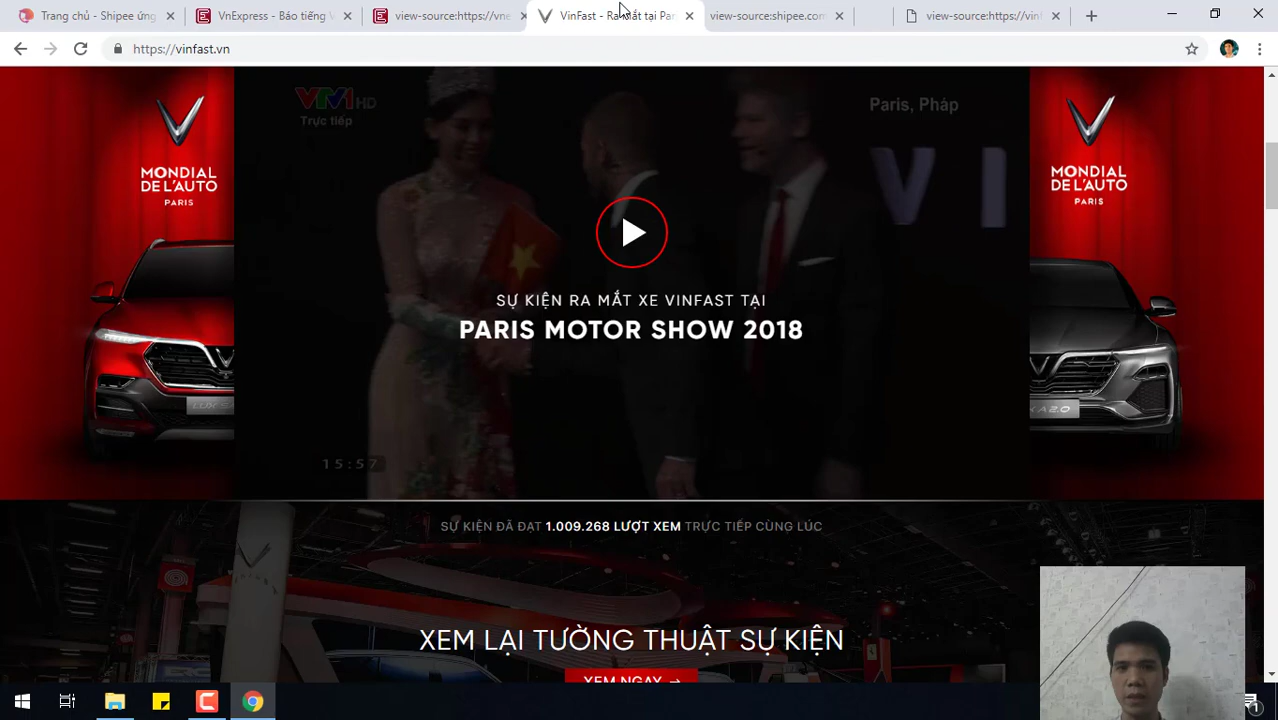 Trang chủ - Shipee ứng
VnExpress - Báo tiếng V
view-source:https://vne
VinFast - Ra mắt tại Par
view-source:shipee.com
view-source:https://vinf
https://vinfast.vn
VTV1 HD
Trực tiếp
Paris, Pháp
V I
MONDIAL
DE L'AUTO
PARIS
MONDIAL
DE L'AUTO
PARIS
SỰ KIỆN RA MẮT XE VINFAST TẠI
PARIS MOTOR SHOW 2018
15:57
SỰ KIỆN ĐÃ ĐẠT 1.009.268 LƯỢT XEM TRỰC TIẾP CÙNG LÚC
XEM LẠI TƯỜNG THUẬT SỰ KIỆN
XEM NGAY →
1